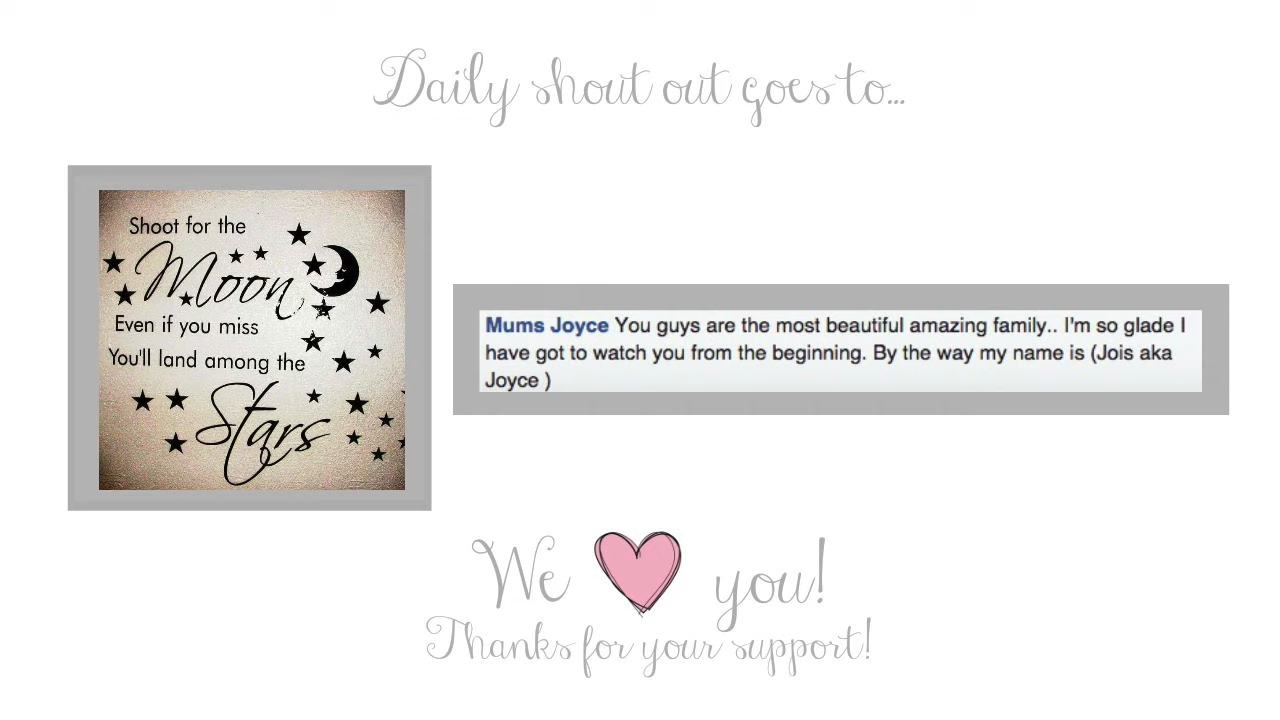 Daily shout out goes to...
Shoot for the
Moon
Even if you miss
You'll land among the
Stars
Mums Joyce You guys are the most beautiful amazing family.. I'm so glade I
have got to watch you from the beginning. By the way my name is (Jois aka
Joyce )
We you!
Thanks for your support!